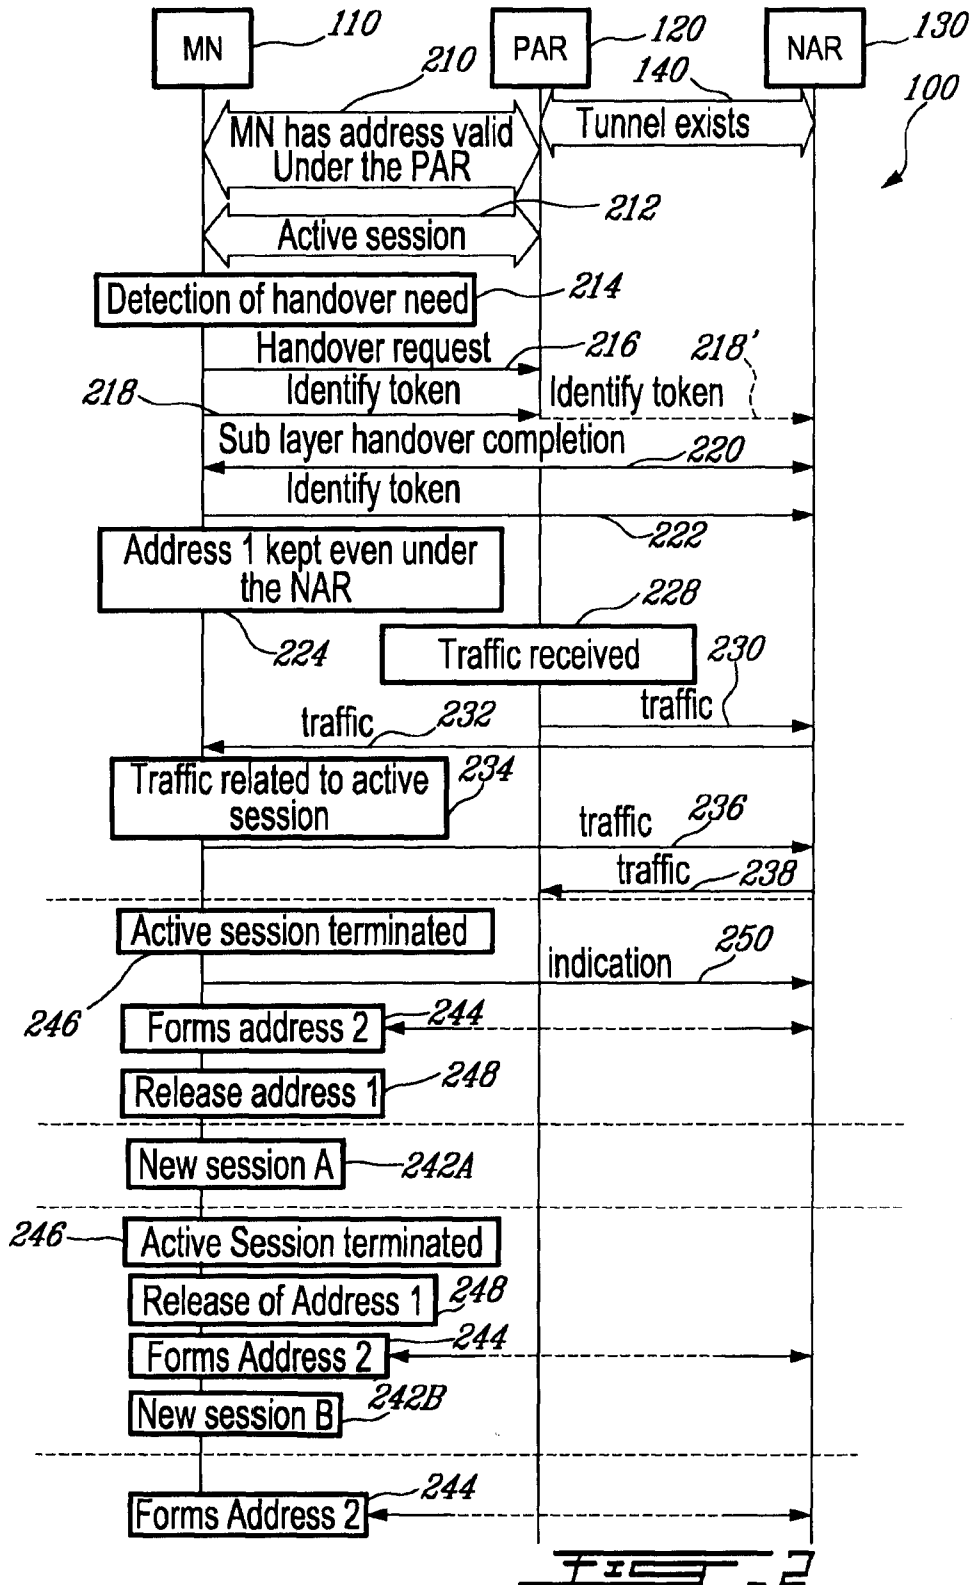 MN
110
PAR
120
NAR
130
100
210
140
MN has address valid
Under the PAR
Tunnel exists
212
Active session
Detection of handover need
214
Handover request
216
218'
218
Identify token
Identify token
Sub layer handover completion
220
Identify token
222
Address 1 kept even under
the NAR
224
228
Traffic received
230
traffic
traffic
232
Traffic related to active
session
234
traffic
236
traffic
238
Active session terminated
246
indication
250
Forms address 2
244
Release address 1
248
New session A
242A
246
Active Session terminated
Release of Address 1
248
Forms Address 2
244
New session B
242B
Forms Address 2
244
FIG. 2